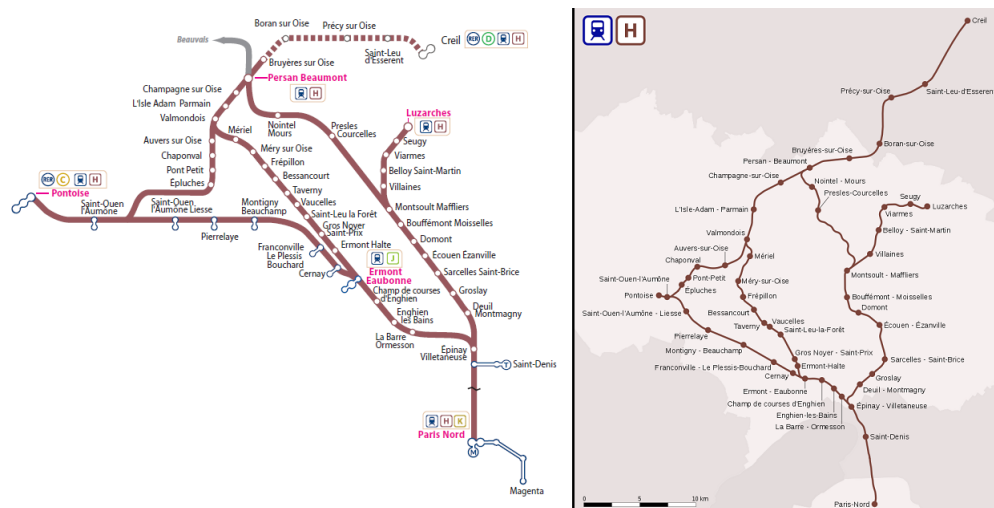 Boran sur Oise
Précy sur Oise
Beauvais
Creil
RER D H
Saint-Leu
d'Esserent
Bruyères sur Oise
Persan Beaumont
H
Champagne sur Oise
L'Isle Adam Parmain
Valmondois
Luzarches
H
Nointel
Mours
Presles
Courcelles
Mériel
Seugy
Auvers sur Oise
Méry sur Oise
Viarmes
Chaponval
Frépillon
Belloy Saint-Martin
Pont Petit
Bessancourt
Villaines
Épluches
Taverny
RER C H
Pontoise
Saint-Ouen
l'Aumône
Saint-Ouen
l'Aumône Liesse
Montigny
Beauchamp
Vaucelles
Montsoult Maffliers
Saint-Leu la Forêt
Gros Noyer
Saint-Prix
Bouffémont Moisselles
Pierrelaye
Ermont Halte
Domont
Franconville
Le Plessis
Bouchard
J
Écouen Ézanville
Cernay
Ermont
Eaubonne
Sarcelles Saint-Brice
Champ de courses
d'Enghien
Groslay
Enghien
les Bains
Deuil
Montmagny
La Barre
Ormesson
Épinay
Villetaneuse
T
Saint-Denis
H K
Paris Nord
M
Magenta
H
Creil
Précy-sur-Oise
Saint-Leu-d'Esseren
Boran-sur-Oise
Bruyères-sur-Oise
Persan - Beaumont
Champagne-sur-Oise
Nointel - Mours
Presles-Courcelles
Seugy
L'Isle-Adam - Parmain
Luzarches
Viarmes
Valmondois
Belloy - Saint-Martin
Auvers-sur-Oise
Chaponval
Mériel
Villaines
Saint-Ouen-l'Aumône
Pont-Petit
Montsoult - Maffliers
Épluches
Méry-sur-Oise
Pontoise
Frépillon
Bouffémont - Moisselles
Saint-Ouen-l'Aumône - Liesse
Bessancourt
Domont
Vaucelles
Taverny
Saint-Leu-la-Forêt
Écouen - Ézanville
Pierrelaye
Montigny - Beauchamp
Gros Noyer - Saint-Prix
Sarcelles - Saint-Brice
Franconville - Le Plessis-Bouchard
Ermont-Halte
Cernay
Groslay
Ermont - Eaubonne
Deuil - Montmagny
Champ de courses d'Enghien
Épinay - Villetaneuse
Enghien-les-Bains
La Barre - Ormesson
Saint-Denis
0 5 10 km
Paris-Nord